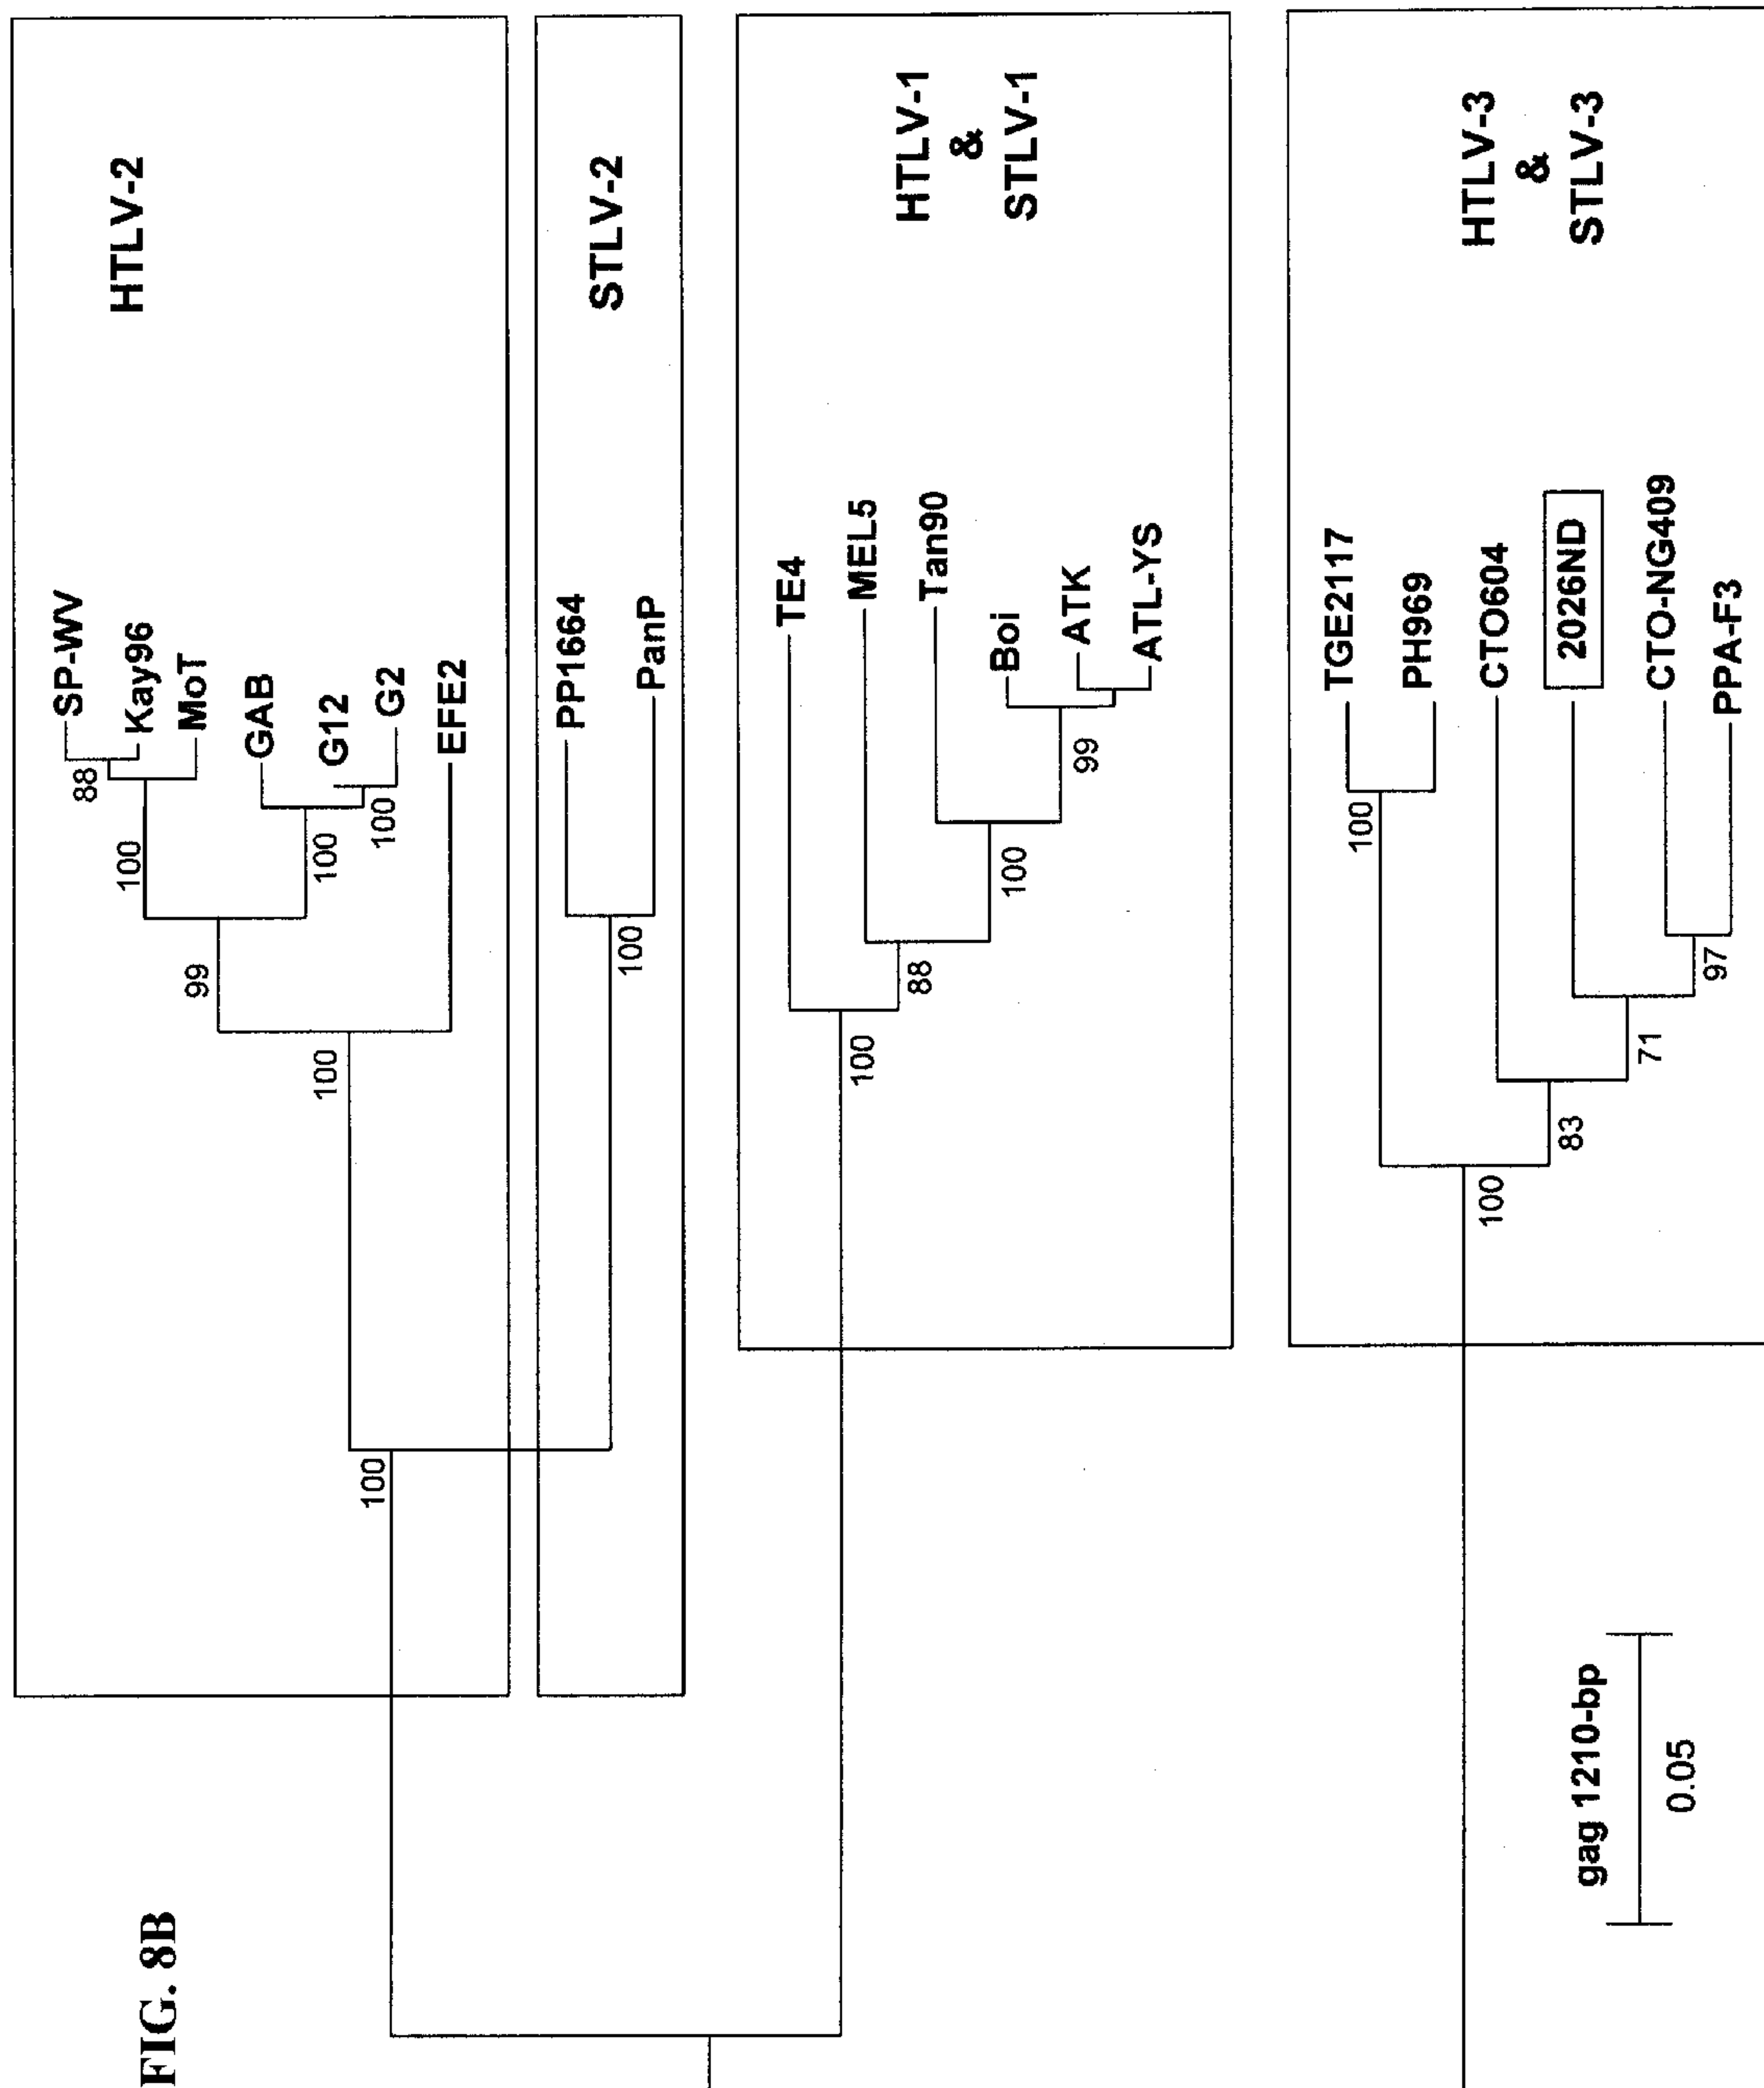 FIG. 8B
HTLV-2
SP-WV
Kay96
MoT
GAB
G12
G2
EFE2
88
100
100
100
99
100
100
STLV-2
PP1664
PanP
100
HTLV-1
&
STLV-1
TE4
MEL5
Tan90
Boi
ATK
ATL-YS
99
100
88
100
HTLV-3
&
STLV-3
TGE2117
PH969
CTO604
2026ND
CTO-NG409
PPA-F3
100
97
71
83
100
gag 1210-bp
0.05